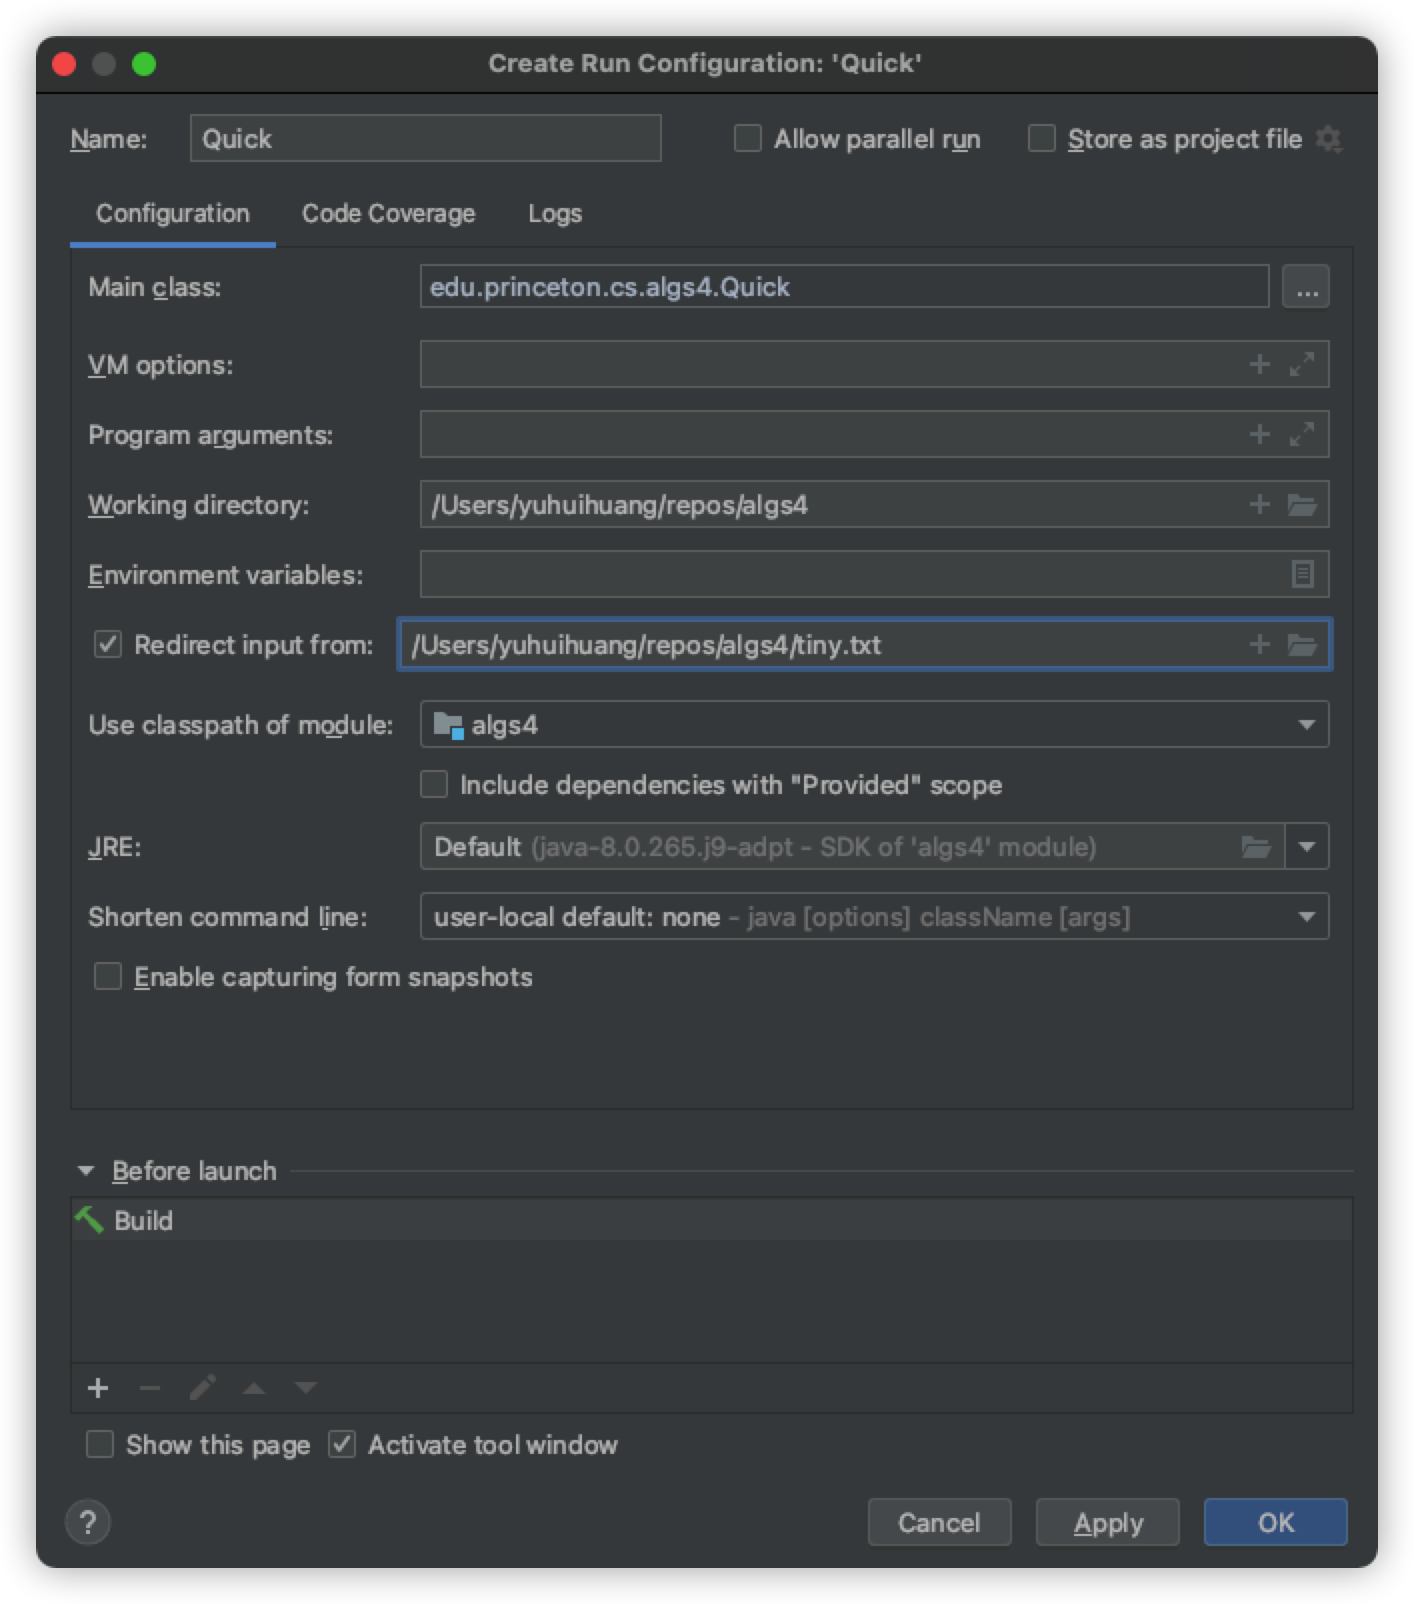 Create Run Configuration: 'Quick'
Name: Quick Allow parallel run Store as project file
Configuration Code Coverage Logs
Main class: edu.princeton.cs.algs4.Quick ...
VM options:
Program arguments:
Working directory: /Users/yuhuihuang/repos/algs4
Environment variables:
Redirect input from: /Users/yuhuihuang/repos/algs4/tiny.txt
Use classpath of module: algs4
Include dependencies with "Provided" scope
JRE: Default (java-8.0.265.j9-adpt - SDK of 'algs4' module)
Shorten command line: user-local default: none - java [options] className [args]
Enable capturing form snapshots
Before launch
Build
Show this page Activate tool window
? Cancel Apply OK